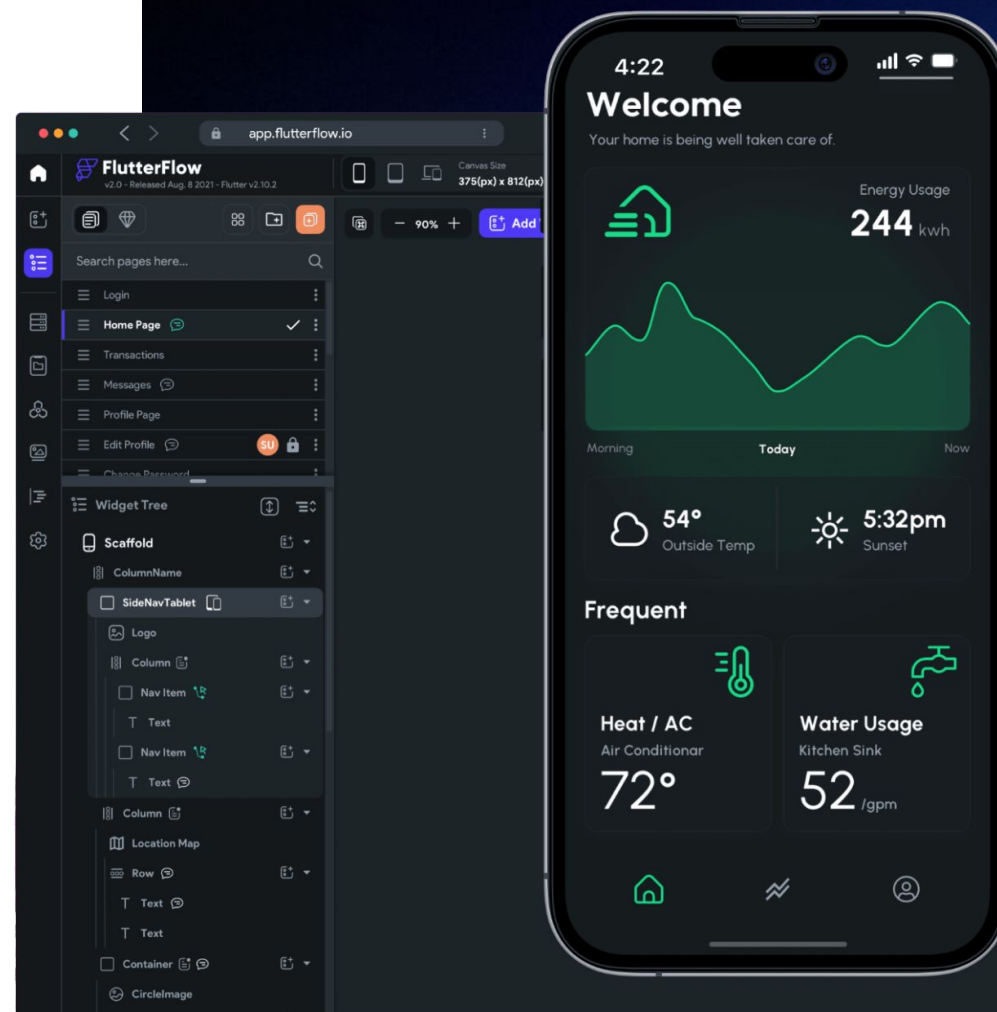 app.flutterflow.io
FlutterFlow
v2.0 - Released Aug. 8 2021 - Flutter v2.10.2
Canvas Size
375(px) x 812(px)
90%
Add
Search pages here...
Login
Home Page
Transactions
Messages
Profile Page
Edit Profile
SU
Change Password
Widget Tree
Scaffold
ColumnName
SideNavTablet
Logo
Column
Nav Item
Text
Nav Item
Text
Column
Location Map
Row
Text
Text
Container
CircleImage
4:22
Welcome
Your home is being well taken care of.
Energy Usage
244 kwh
Morning Today Now
54°
Outside Temp
5:32pm
Sunset
Frequent
Heat / AC
Air Conditionar
72°
Water Usage
Kitchen Sink
52 /gpm